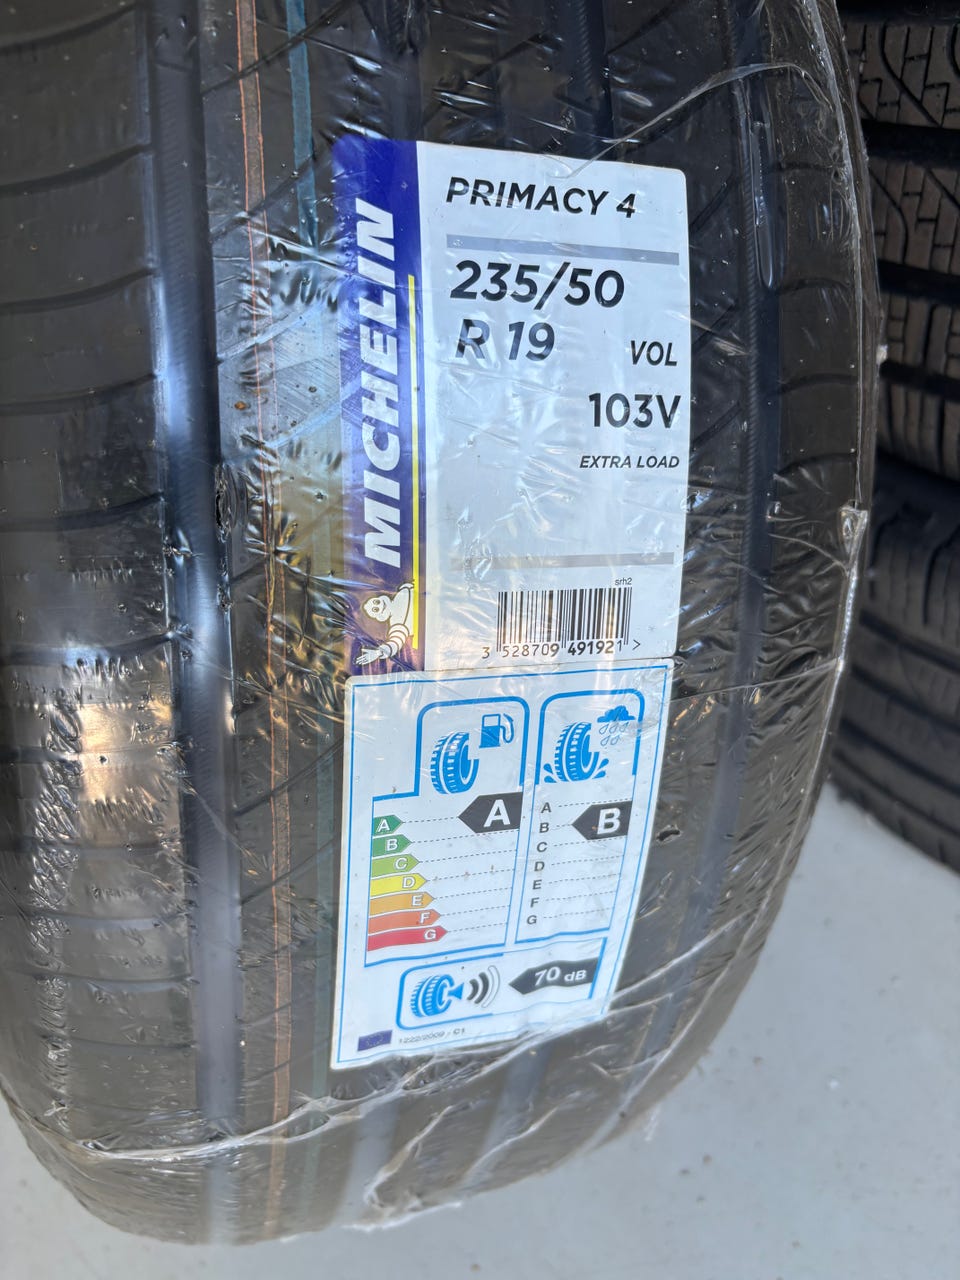 MICHELIN
PRIMACY 4
235/50
R 19
VOL
103V
EXTRA LOAD
srh2
3 528709 491921 >
A
A
B
C
D
E
F
G
B
A
B
C
D
E
F
G
70 dB
1222/2009 - C1